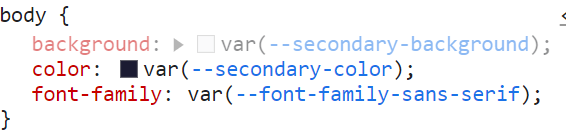 body {
background: var(--secondary-background);
color: var(--secondary-color);
font-family: var(--font-family-sans-serif);
}